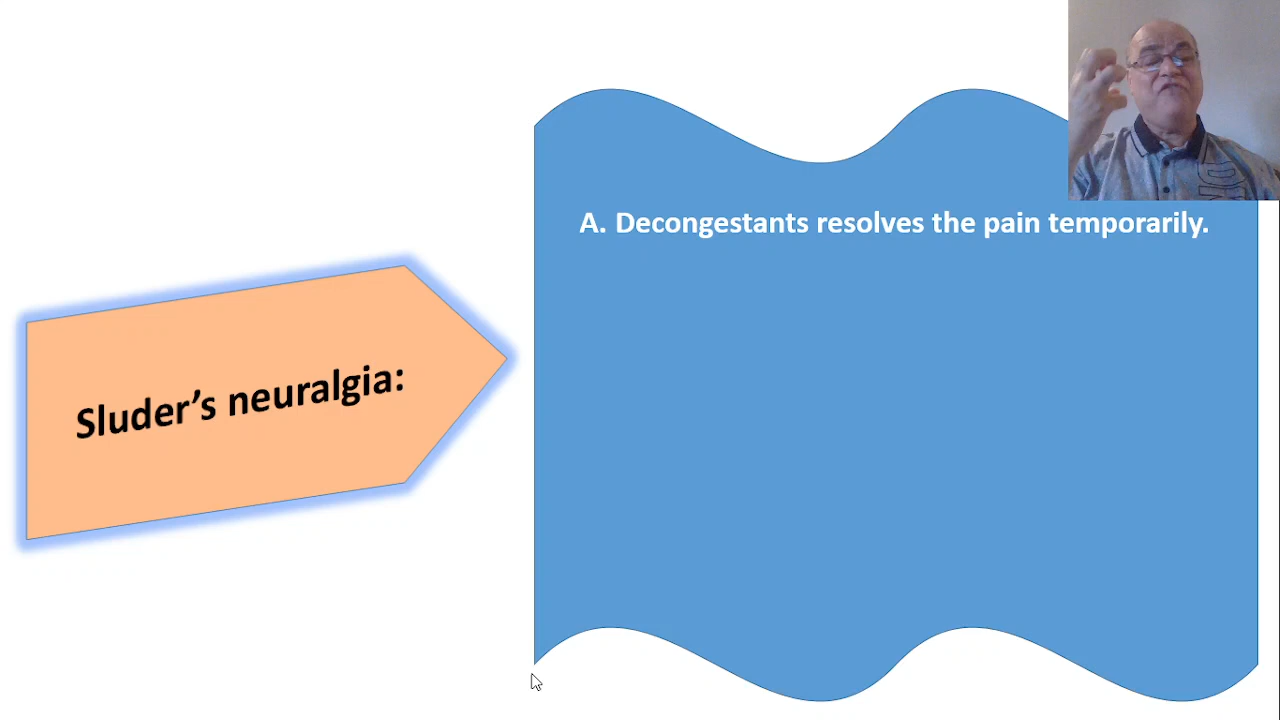 A. Decongestants resolves the pain temporarily.
Sluder’s neuralgia: